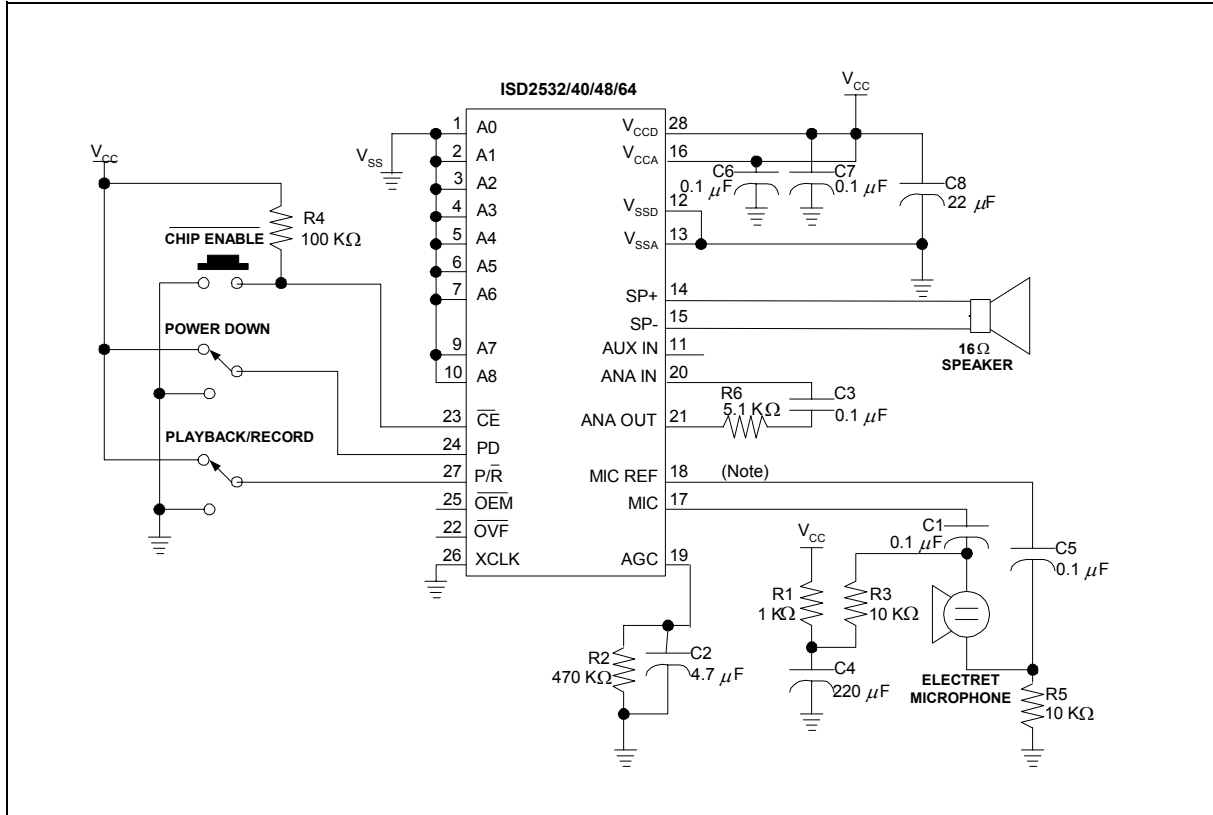 ISD2532/40/48/64
V_CC
V_SS
V_CC
R4
100 KΩ
CHIP ENABLE
POWER DOWN
PLAYBACK/RECORD
1 A0
2 A1
3 A2
4 A3
5 A4
6 A5
7 A6
9 A7
10 A8
23 C̅E̅
24 PD
27 P/R̅
25 O̅E̅M̅
22 O̅V̅F̅
26 XCLK
V_CCD 28
V_CCA 16
V_SSD 12
V_SSA 13
SP+ 14
SP- 15
AUX IN 11
ANA IN 20
ANA OUT 21
MIC REF 18 (Note)
MIC 17
AGC 19
C6
0.1 μF
C7
0.1 μF
C8
22 μF
16Ω
SPEAKER
R6
5.1 KΩ
C3
0.1 μF
C1
0.1 μF
C5
0.1 μF
V_CC
R1
1 KΩ
R3
10 KΩ
C4
220 μF
R2
470 KΩ
C2
4.7 μF
ELECTRET
MICROPHONE
R5
10 KΩ